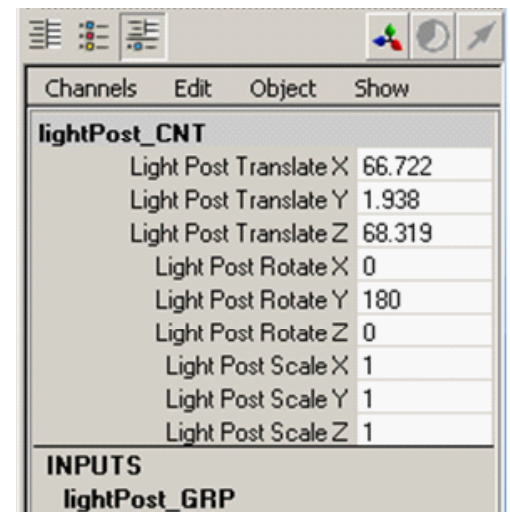 Channels Edit Object Show
lightPost_CNT
Light Post Translate X 66.722
Light Post Translate Y 1.938
Light Post Translate Z 68.319
Light Post Rotate X 0
Light Post Rotate Y 180
Light Post Rotate Z 0
Light Post Scale X 1
Light Post Scale Y 1
Light Post Scale Z 1
INPUTS
lightPost_GRP